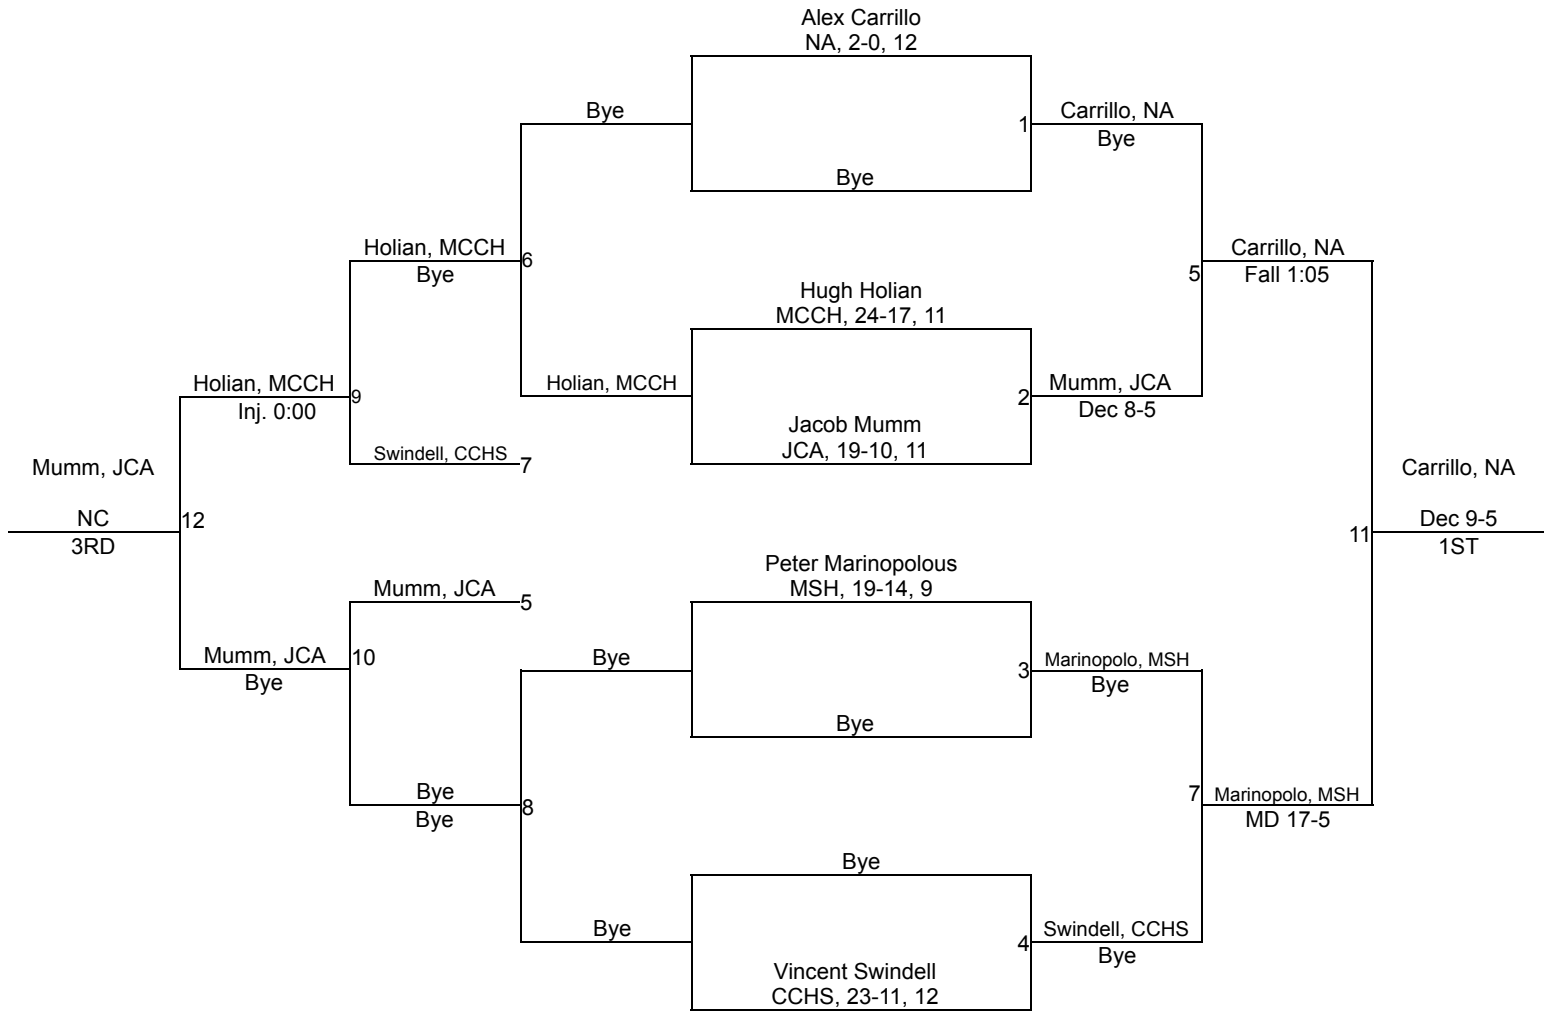 Alex Carrillo
NA, 2-0, 12
Bye
1
Carrillo, NA
Bye
Bye
Holian, MCCH
Bye
6
Carrillo, NA
Fall 1:05
5
Hugh Holian
MCCH, 24-17, 11
Holian, MCCH
Inj. 0:00
9
Holian, MCCH
2
Mumm, JCA
Dec 8-5
Jacob Mumm
JCA, 19-10, 11
Swindell, CCHS
7
Mumm, JCA
NC
3RD
12
Carrillo, NA
Dec 9-5
1ST
11
Peter Marinopolous
MSH, 19-14, 9
Mumm, JCA
5
Mumm, JCA
Bye
10
Bye
3
Marinopolo, MSH
Bye
Bye
Bye
Bye
8
7
Marinopolo, MSH
MD 17-5
Bye
Bye
4
Swindell, CCHS
Bye
Vincent Swindell
CCHS, 23-11, 12